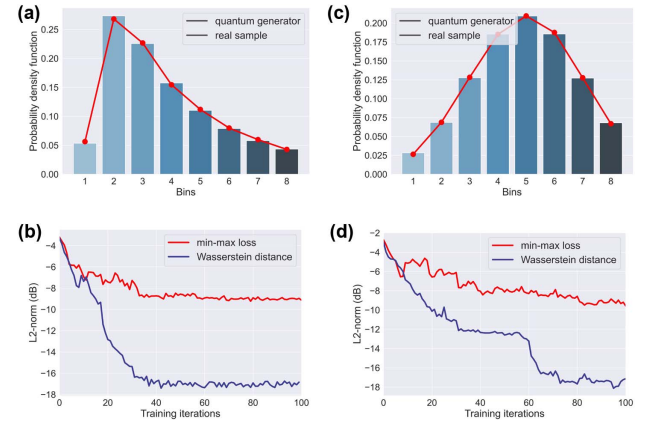 (a)
Probability density function
0.25
0.20
0.15
0.10
0.05
0.00
quantum generator
real sample
1 2 3 4 5 6 7 8
Bins
(c)
Probability density function
0.200
0.175
0.150
0.125
0.100
0.075
0.050
0.025
0.000
quantum generator
real sample
1 2 3 4 5 6 7 8
Bins
(b)
L2-norm (dB)
−4
−6
−8
−10
−12
−14
−16
−18
min-max loss
Wasserstein distance
0 20 40 60 80 100
Training iterations
(d)
L2-norm (dB)
−2
−4
−6
−8
−10
−12
−14
−16
−18
min-max loss
Wasserstein distance
0 20 40 60 80 100
Training iterations